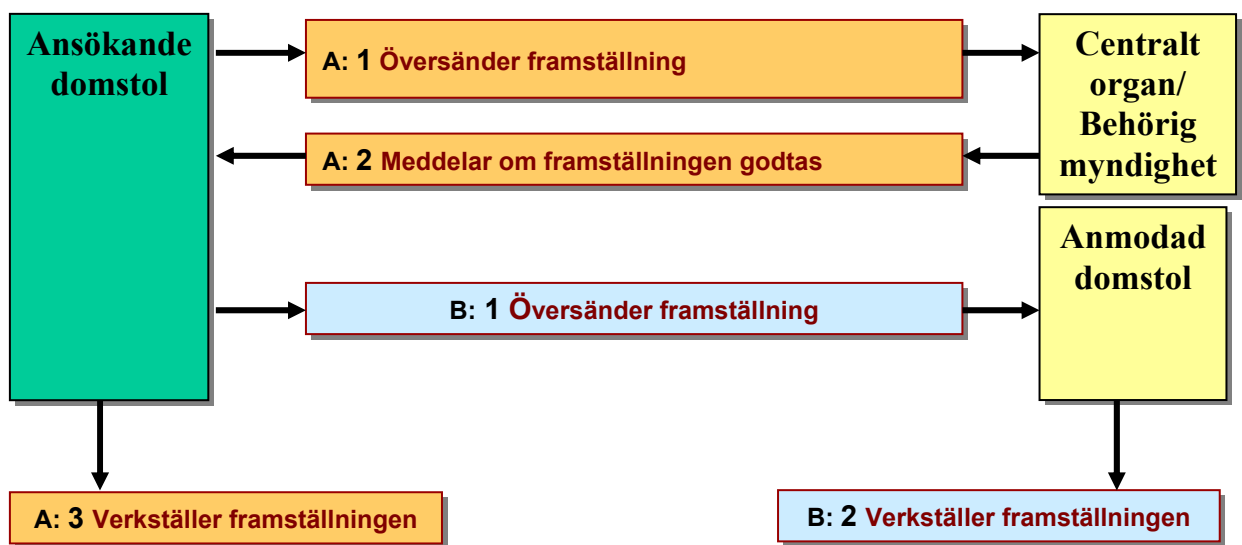 Ansökande
domstol
A: 1 Översänder framställning
Centralt
organ/
Behörig
myndighet
A: 2 Meddelar om framställningen godtas
Anmodad
domstol
B: 1 Översänder framställning
A: 3 Verkställer framställningen
B: 2 Verkställer framställningen